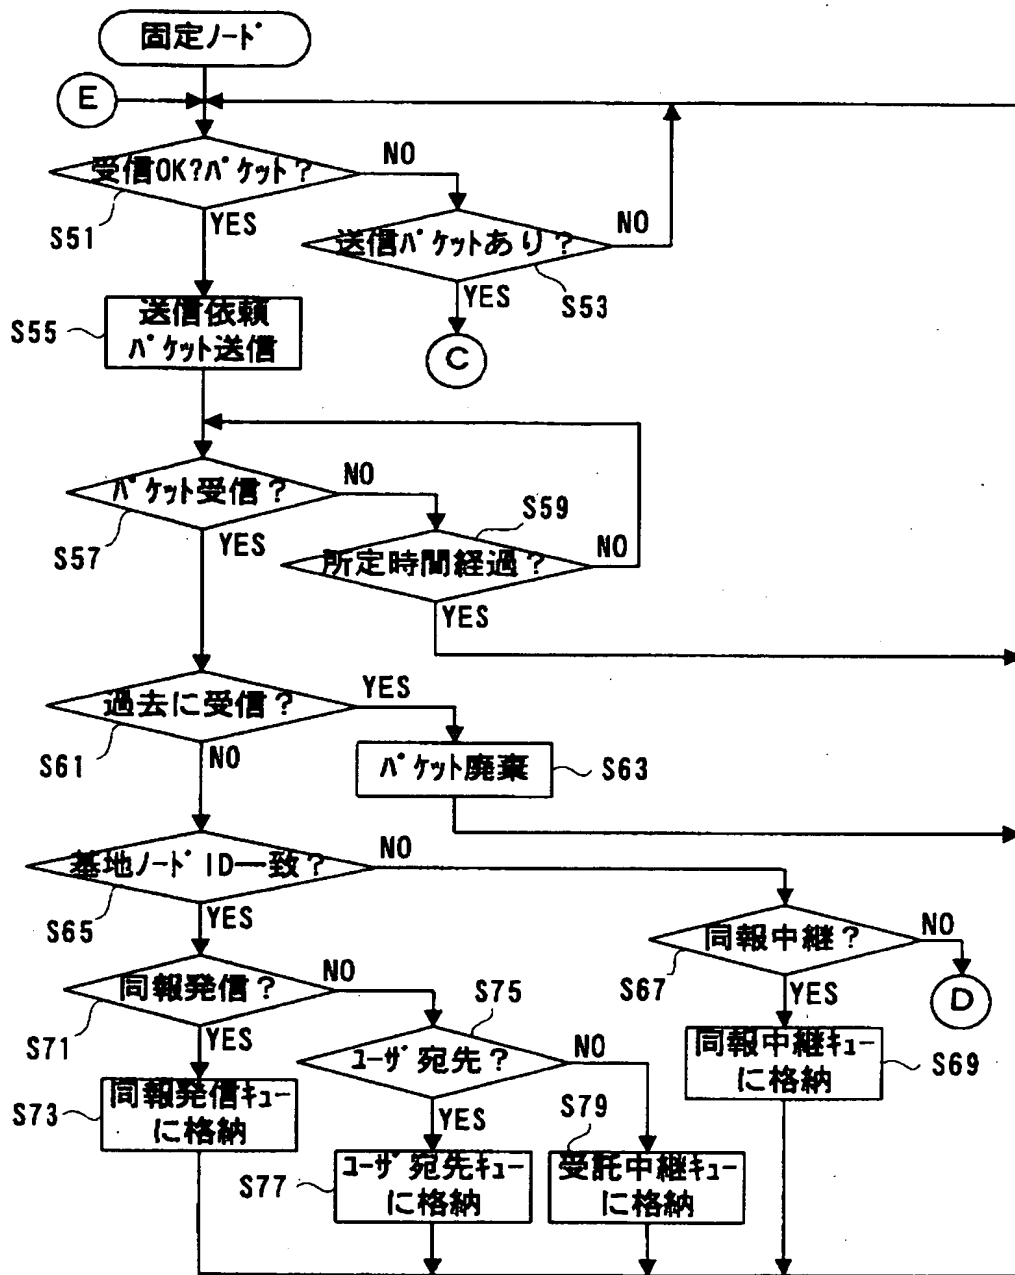 固定ノード
E
受信OK?パケット?
NO
S51
YES
送信パケットあり?
NO
S53
YES
C
S55
送信依頼
パケット送信
パケット受信?
NO
S57
YES
S59
所定時間経過?
NO
YES
過去に受信?
YES
S61
NO
パケット廃棄
S63
基地ノードID一致?
NO
S65
YES
同報中継?
NO
S67
YES
D
同報中継キュー
に格納
S69
同報発信?
NO
S71
YES
S75
ユーザ宛先?
NO
YES
S73
同報発信キュー
に格納
S77
ユーザ宛先キュー
に格納
S79
受託中継キュー
に格納